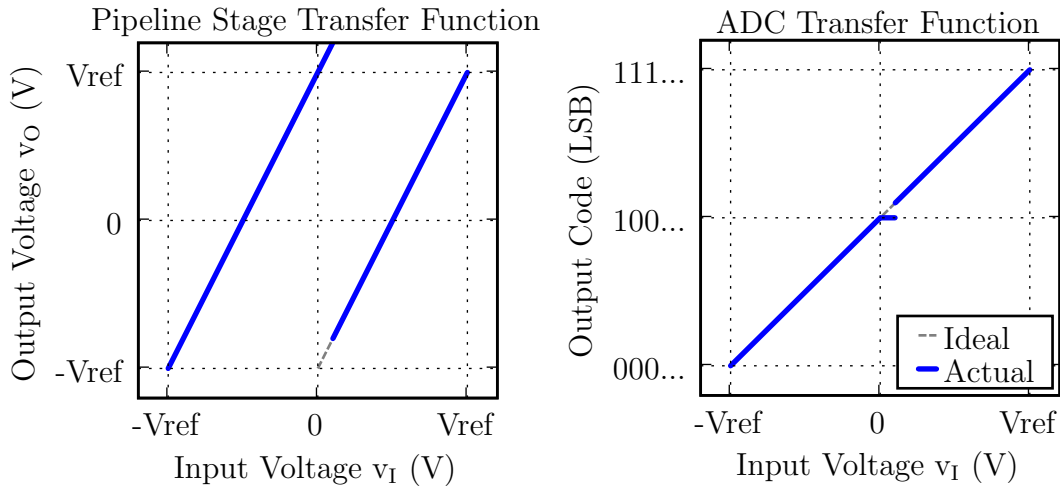 Pipeline Stage Transfer Function
Output Voltage vO (V)
Vref
0
-Vref
-Vref
0
Vref
Input Voltage vI (V)
ADC Transfer Function
Output Code (LSB)
111...
100...
000...
Ideal
Actual
-Vref
0
Vref
Input Voltage vI (V)